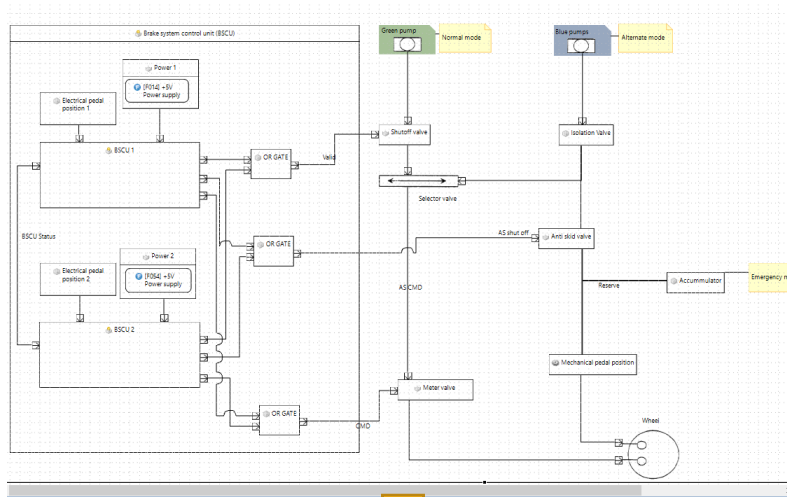 Brake system control unit (BSCU)
Green pump
Normal mode
Blue pumps
Alternate mode
Power 1
[F014] +5V
Power supply
Electrical pedal
position 1
BSCU 1
OR GATE
Valid
Shutoff valve
Isolation Valve
Selector valve
BSCU Status
OR GATE
AS shut off
Anti skid valve
Power 2
[F054] +5V
Power supply
Electrical pedal
position 2
Reserve
Accummulator
Emergency m
AS CMD
BSCU 2
Mechanical pedal position
Meter valve
OR GATE
CMD
Wheel